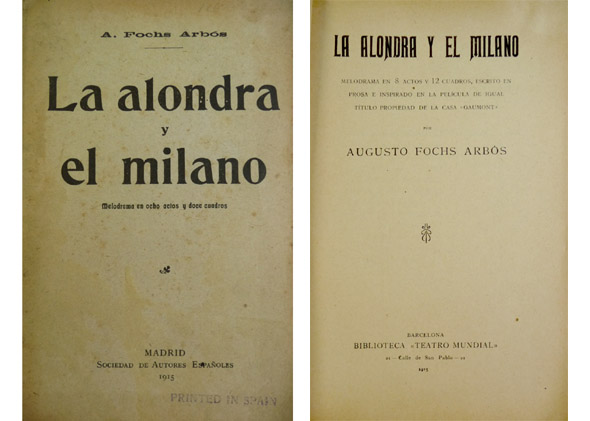 A. Fochs Arbós
La alondra
y
el milano
Melodrama en ocho actos y doce cuadros
MADRID
SOCIEDAD DE AUTORES ESPAÑOLES
1915
PRINTED IN SPAIN
LA ALONDRA Y EL MILANO
MELODRAMA EN 8 ACTOS Y 12 CUADROS, ESCRITO EN
PROSA E INSPIRADO EN LA PELÍCULA DE IGUAL
TÍTULO PROPIEDAD DE LA CASA «GAUMONT»
POR
AUGUSTO FOCHS ARBÓS
BARCELONA
BIBLIOTECA «TEATRO MUNDIAL»
21 — Calle de San Pablo — 21
1915